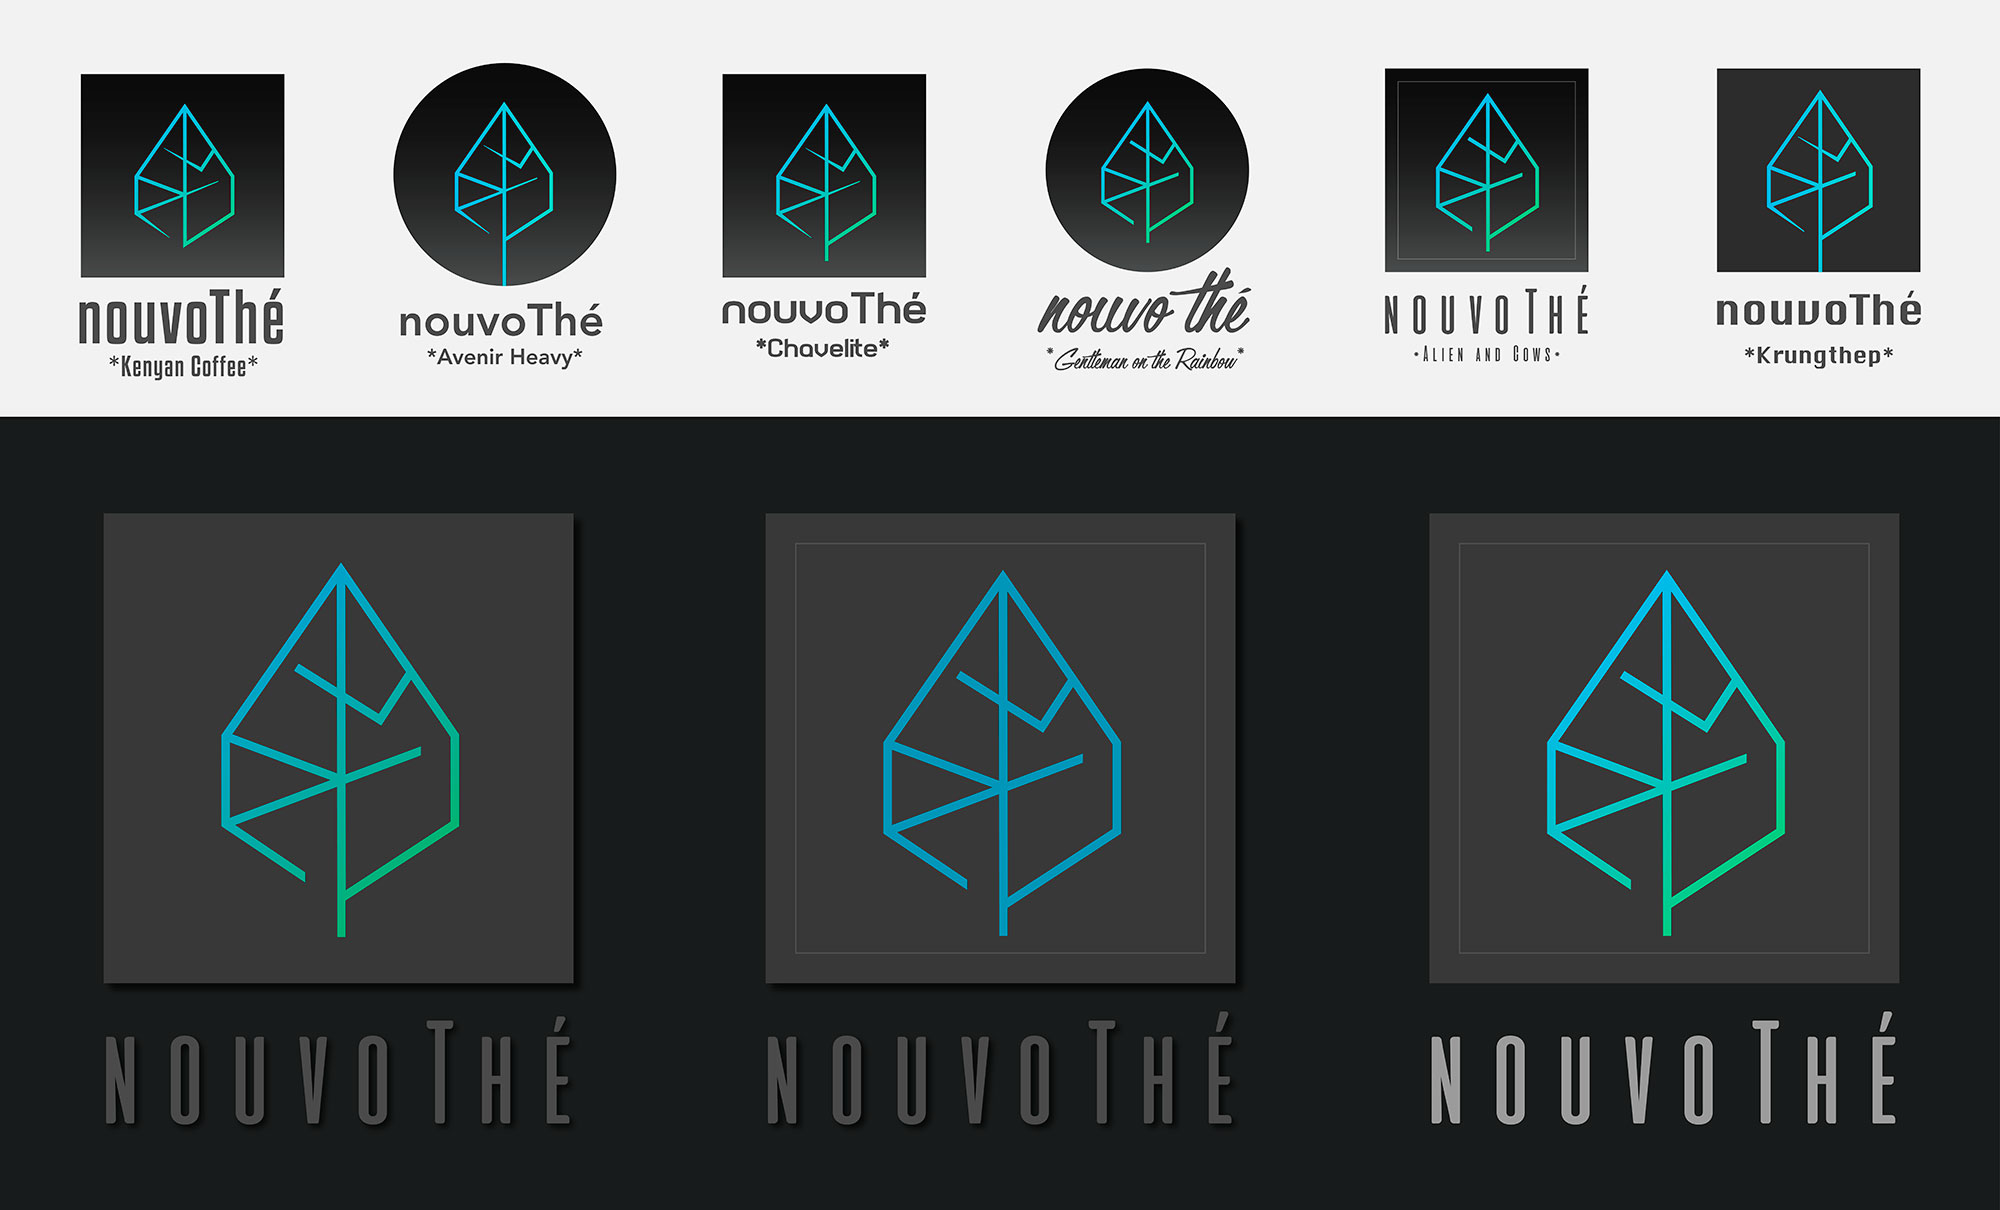 nouvoThé
*Kenyan Coffee*
nouvoThé
*Avenir Heavy*
nouvoThé
*Chavelite*
nouvo thé
*Gentleman on the Rainbow*
NOUVOTHÉ
•ALIEN AND COWS•
nouvoThé
*Krungthep*
NOUVOTHÉ
NOUVOTHÉ
NOUVOTHÉ